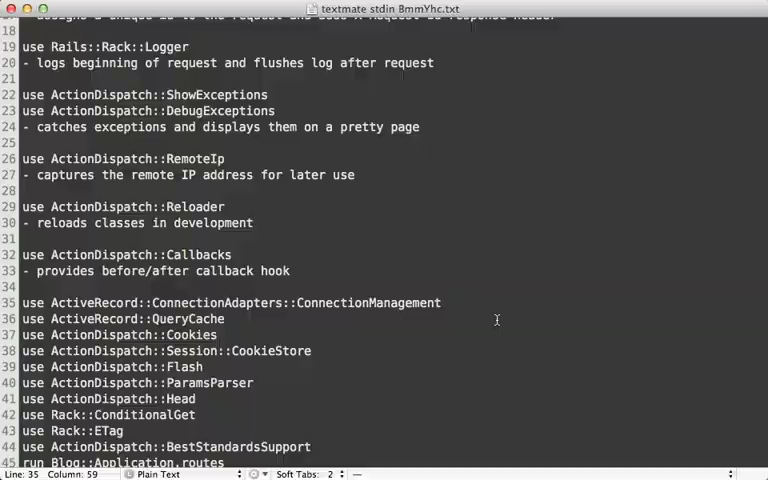 textmate stdin BmmYhc.txt
18
19 use Rails::Rack::Logger
20 - logs beginning of request and flushes log after request
21
22 use ActionDispatch::ShowExceptions
23 use ActionDispatch::DebugExceptions
24 - catches exceptions and displays them on a pretty page
25
26 use ActionDispatch::RemoteIp
27 - captures the remote IP address for later use
28
29 use ActionDispatch::Reloader
30 - reloads classes in development
31
32 use ActionDispatch::Callbacks
33 - provides before/after callback hook
34
35 use ActiveRecord::ConnectionAdapters::ConnectionManagement
36 use ActiveRecord::QueryCache
37 use ActionDispatch::Cookies
38 use ActionDispatch::Session::CookieStore
39 use ActionDispatch::Flash
40 use ActionDispatch::ParamsParser
41 use ActionDispatch::Head
42 use Rack::ConditionalGet
43 use Rack::ETag
44 use ActionDispatch::BestStandardsSupport
45 run Blog::Application.routes
Line: 35 Column: 59 Plain Text Soft Tabs: 2 —